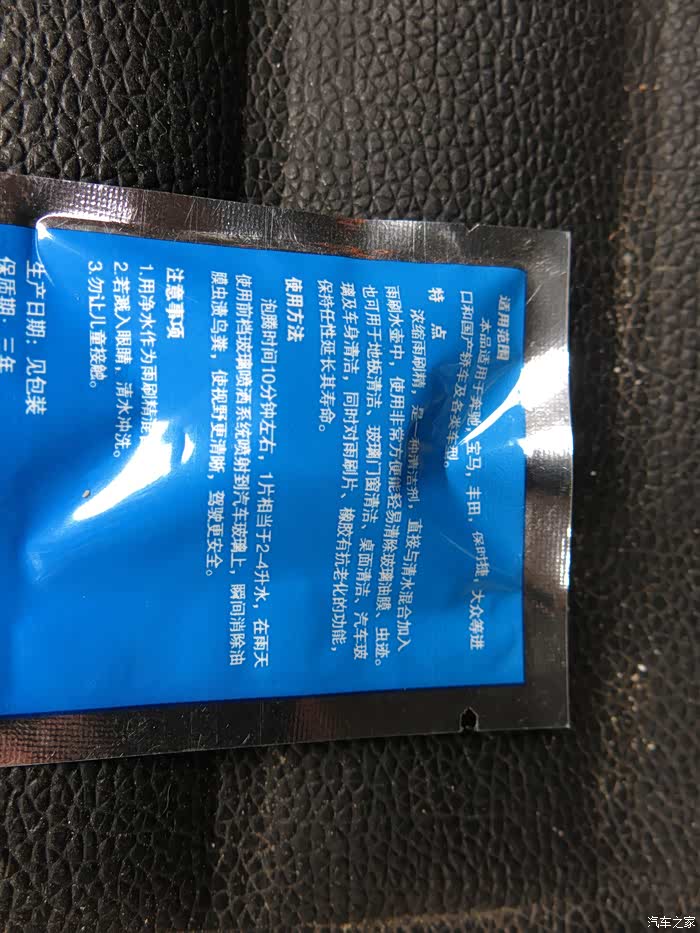 适用范围
本品适用于奔驰,宝马,丰田,保时捷,大众等进
口和国产轿车及各类车型。
特 点
浓缩雨刷精,是一种清洁剂,直接与清水混合加入
雨刷水壶中,使用非常方便能轻易清除玻璃油膜、虫迹。
也可用于地板清洁、玻璃门窗清洁、桌面清洁、汽车玻
璃及车身清洁,同时对雨刷片、橡胶有抗老化的功能,
保持任性延长其寿命。
使用方法
泡腾时间10分钟左右,1片相当于2-4升水,在雨天
使用前档玻璃喷洒系统喷射到汽车玻璃上,瞬间消除油
膜虫渍鸟粪,使视野更清晰,驾驶更安全。
注意事项
1.用净水作为雨刷精
2.若溅入眼睛,清水冲洗。
3.勿让儿童接触。
生产日期:见包装
保质期:三年
汽车之家